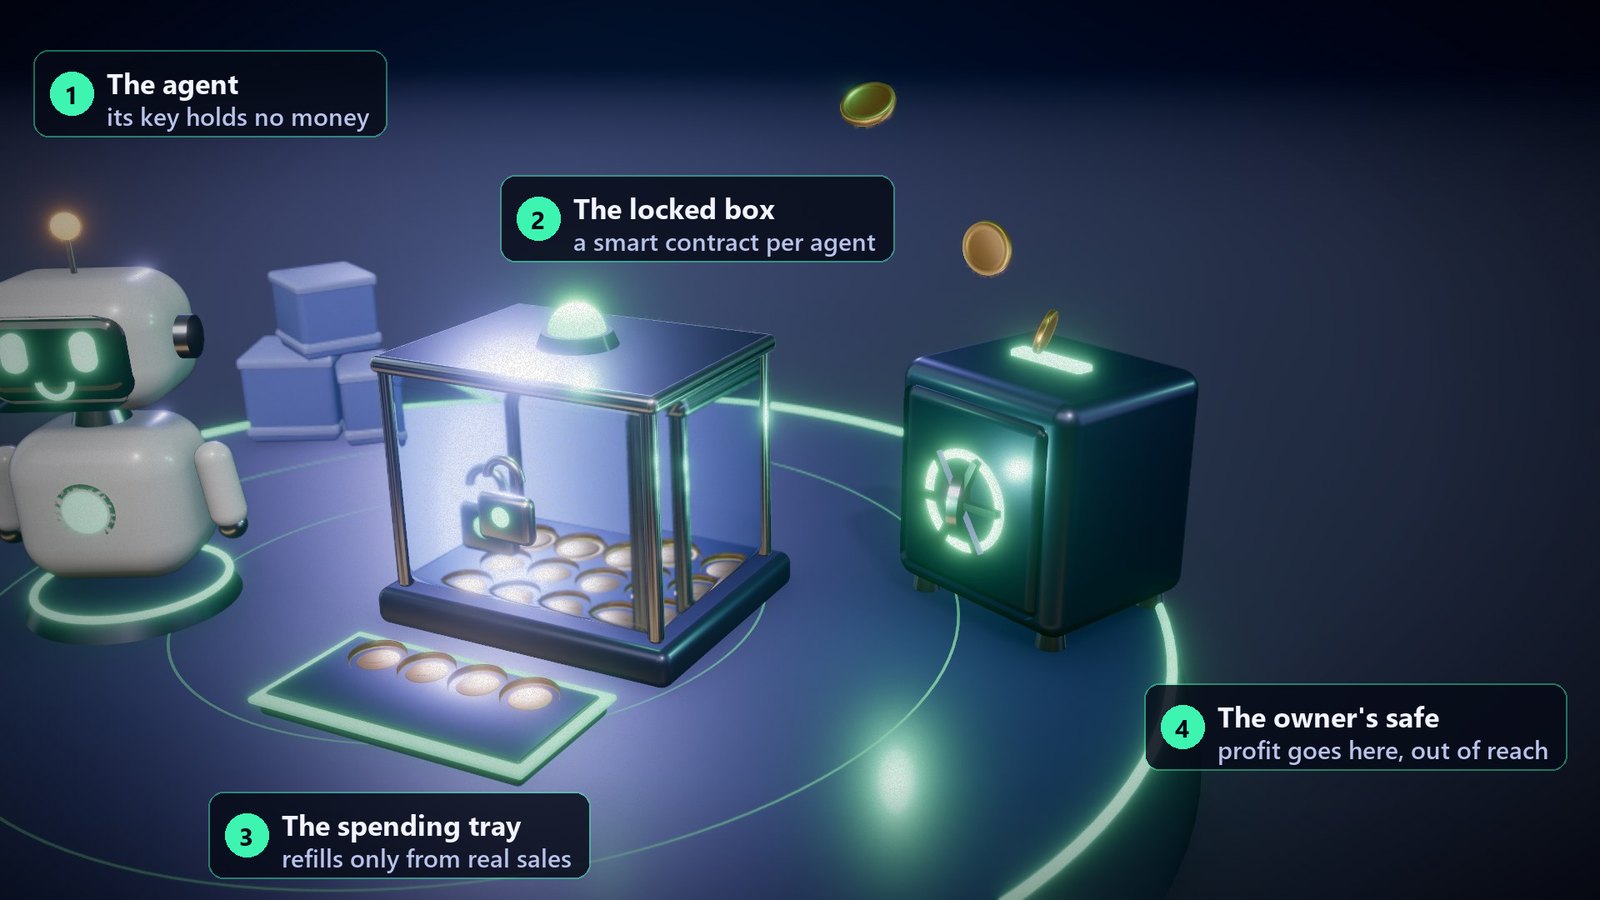 1
The agent
its key holds no money
2
The locked box
a smart contract per agent
3
The spending tray
refills only from real sales
4
The owner's safe
profit goes here, out of reach